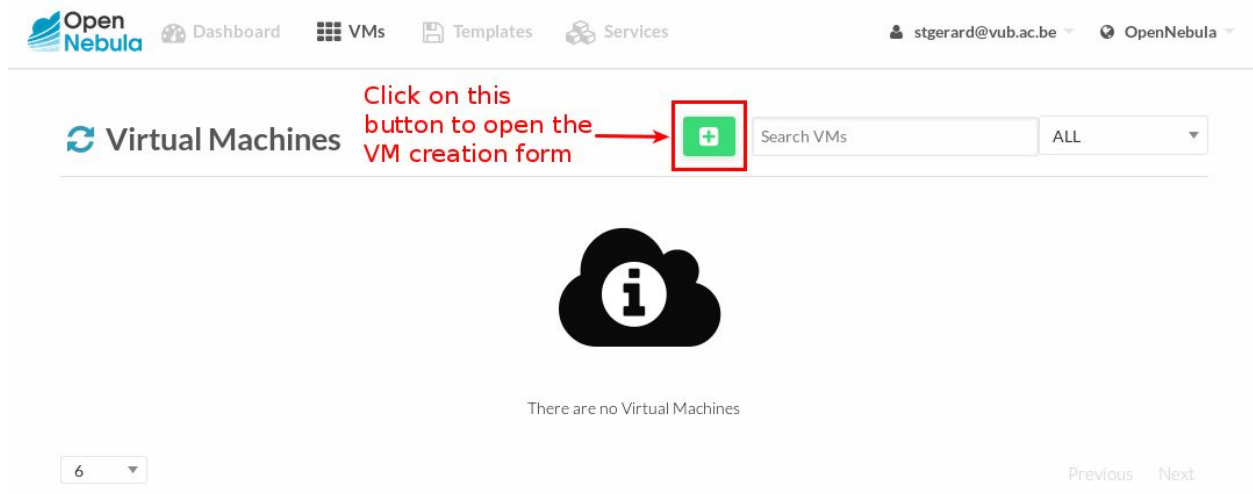 Open
Nebula
Dashboard
VMs
Templates
Services
stgerard@vub.ac.be
OpenNebula
Click on this
button to open the
VM creation form
Virtual Machines
Search VMs
ALL
There are no Virtual Machines
6
Previous
Next